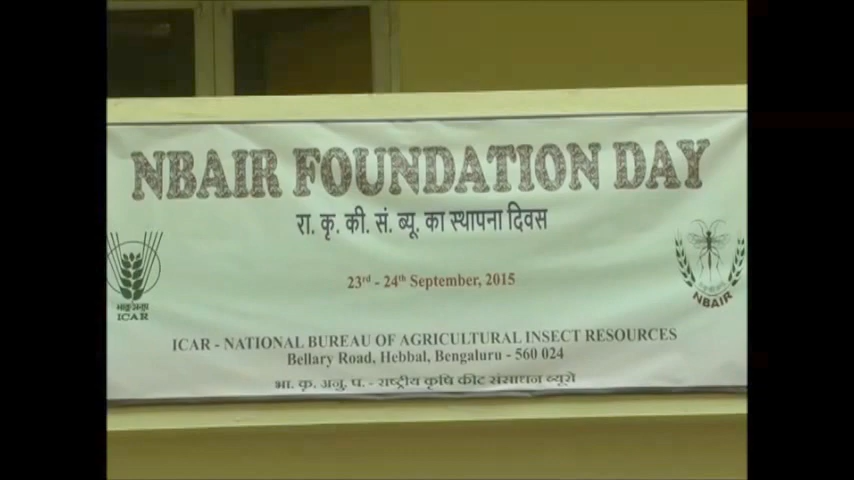 NBAIR FOUNDATION DAY
रा. कृ. की. सं. ब्यू. का स्थापना दिवस
23rd - 24th September, 2015
भाकृअनुप
ICAR
NBAIR
ICAR - NATIONAL BUREAU OF AGRICULTURAL INSECT RESOURCES
Bellary Road, Hebbal, Bengaluru - 560 024
भा. कृ. अनु. प. - राष्ट्रीय कृषि कीट संसाधन ब्यूरो